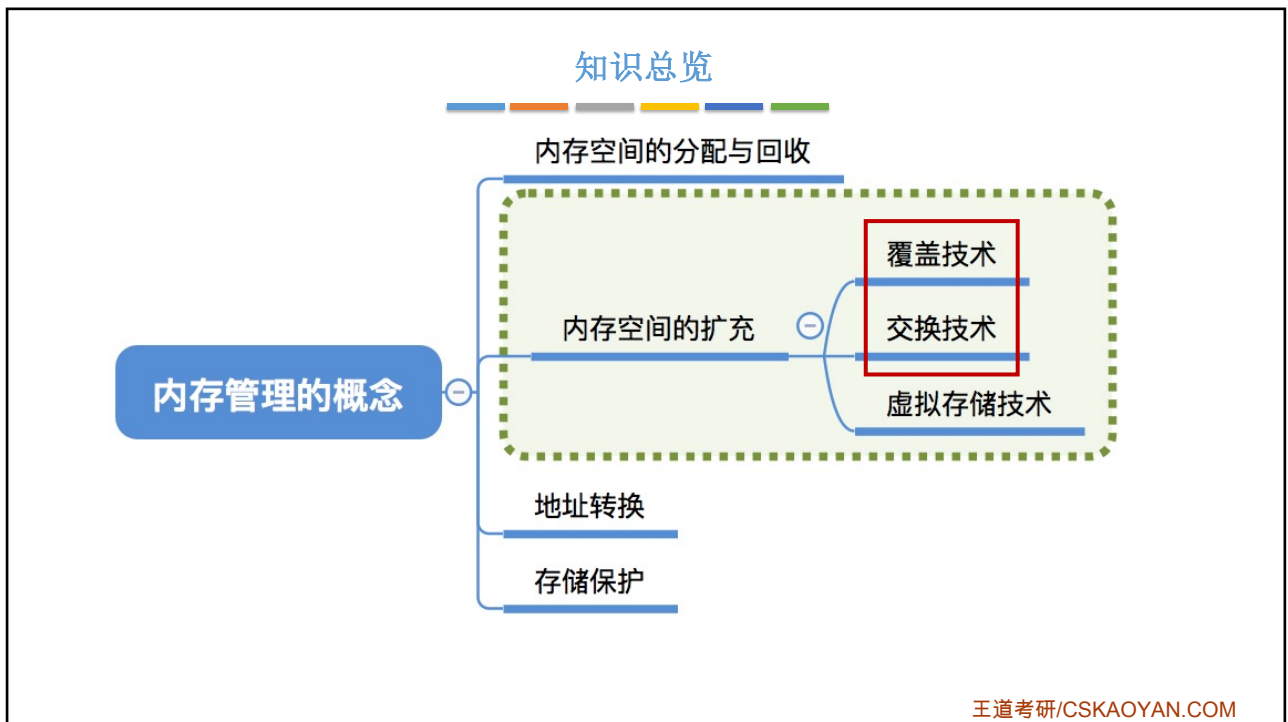 知识总览
内存空间的分配与回收
覆盖技术
内存空间的扩充
交换技术
内存管理的概念
虚拟存储技术
地址转换
存储保护
王道考研/CSKAOYAN.COM